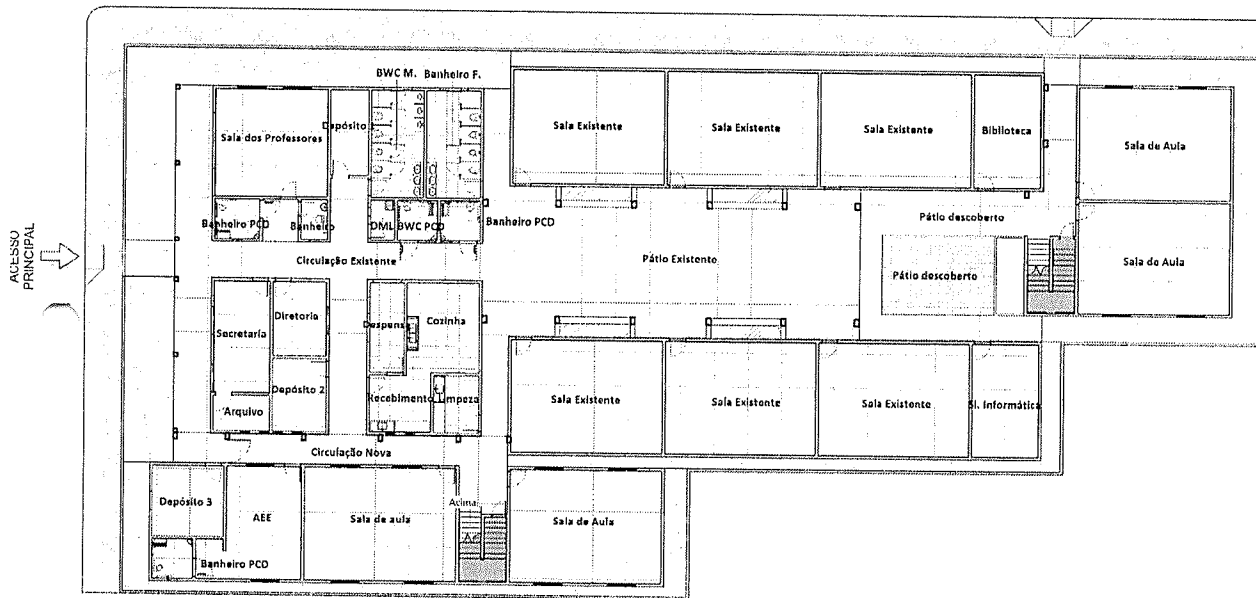 ACESSO
PRINCIPAL
BWC M.
Banheiro F.
Sala dos Professores
Depósito
Sala Existente
Sala Existente
Sala Existente
Biblioteca
Sala de Aula
Banheiro PCD
Banheiro
DML
BWC PCD
Banheiro PCD
Pátio descoberto
Circulação Existente
Pátio Existente
Pátio descoberto
Sala de Aula
Secretaria
Diretoria
Despensa
Cozinha
Depósito 2
Arquivo
Recebimento
Limpeza
Sala Existente
Sala Existente
Sala Existente
Sl. Informática
Circulação Nova
Depósito 3
AEE
Sala de aula
Acima
Sala de Aula
Banheiro PCD